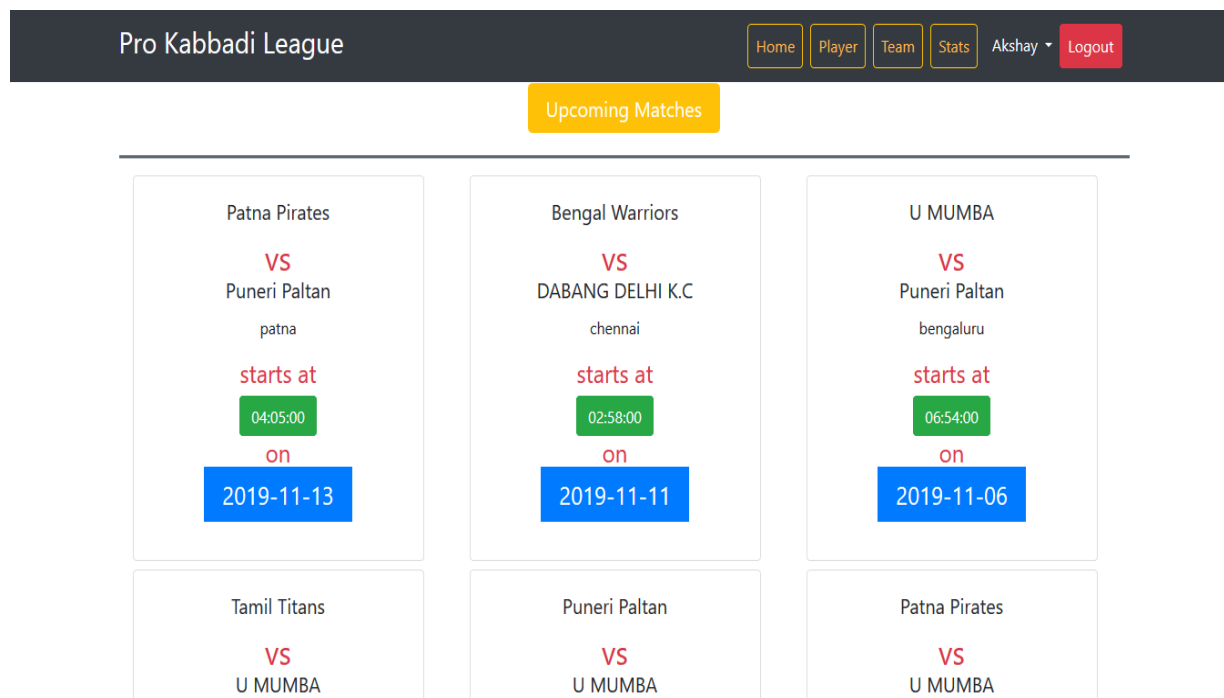 Pro Kabbadi League
Home Player Team Stats Akshay Logout
Upcoming Matches
Patna Pirates
VS
Puneri Paltan
patna
starts at
04:05:00
on
2019-11-13
Bengal Warriors
VS
DABANG DELHI K.C
chennai
starts at
02:58:00
on
2019-11-11
U MUMBA
VS
Puneri Paltan
bengaluru
starts at
06:54:00
on
2019-11-06
Tamil Titans
VS
U MUMBA
Puneri Paltan
VS
U MUMBA
Patna Pirates
VS
U MUMBA